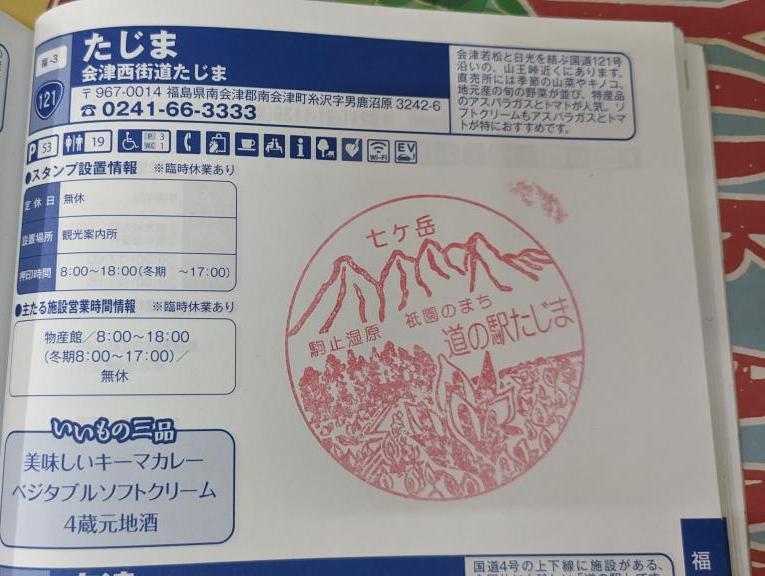 福-3
たじま
会津西街道たじま
121
〒967-0014 福島県南会津郡南会津町糸沢字男鹿沼原 3242-6
☎ 0241-66-3333
会津若松と日光を結ぶ国道121号
沿いの、山王峠近くにあります。
直売所には季節の山菜やキノコ、
地元産の旬の野菜が並び、特産品
のアスパラガスとトマトが人気。ソ
フトクリームもアスパラガスとトマ
トが特におすすめです。
P 53 19 P 3 WC 1 Wi-Fi EV
●スタンプ設置情報 ※臨時休業あり
定休日 無休
設置場所 観光案内所
押印時間 8:00〜18:00(冬期 〜17:00)
●主たる施設営業時間情報 ※臨時休業あり
物産館/8:00〜18:00
(冬期8:00〜17:00)/
無休
いいもの三品
美味しいキーマカレー
ベジタブルソフトクリーム
4蔵元地酒
七ヶ岳
駒止湿原
祇園のまち
道の駅たじま
福
国道4号の上下線に施設がある、